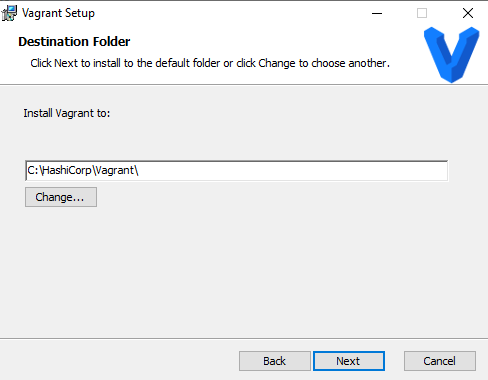 Vagrant Setup
Destination Folder
Click Next to install to the default folder or click Change to choose another.
Install Vagrant to:
C:\HashiCorp\Vagrant\
Change...
Back
Next
Cancel